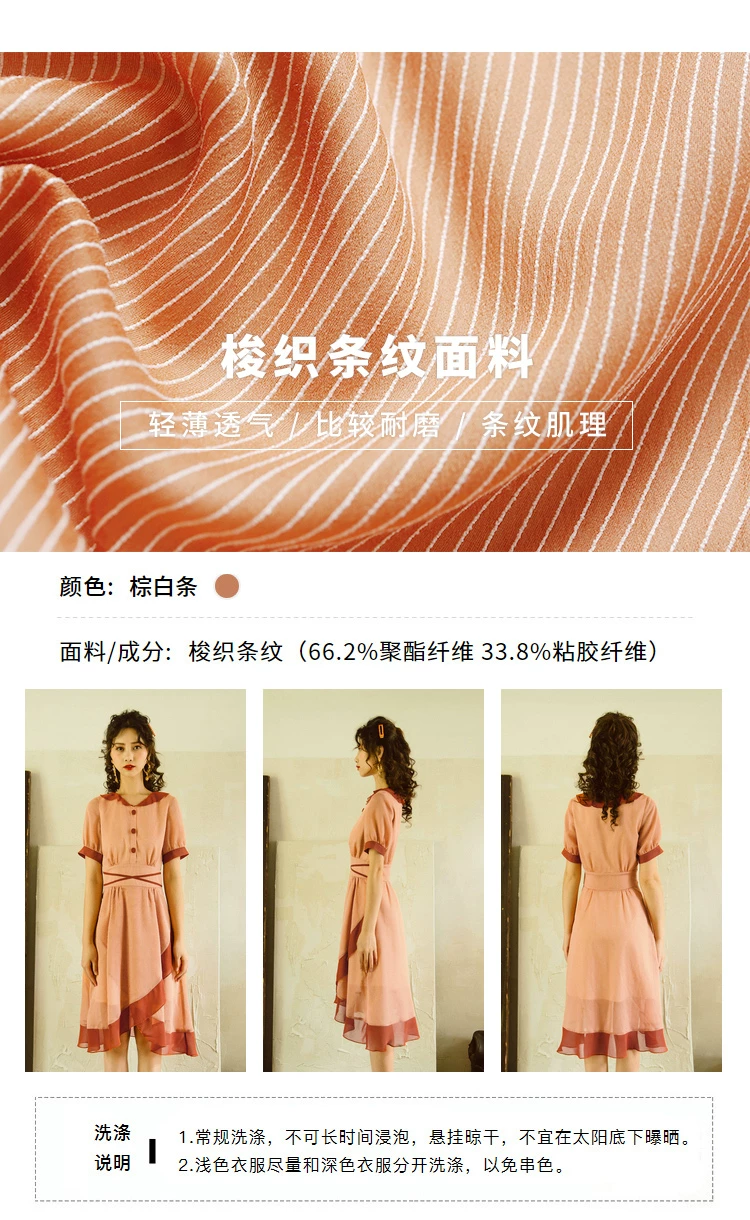 梭织条纹面料
轻薄透气 / 比较耐磨 / 条纹肌理
颜色: 棕白条
面料/成分: 梭织条纹（66.2%聚酯纤维 33.8%粘胶纤维）
洗涤
说明
1.常规洗涤，不可长时间浸泡，悬挂晾干，不宜在太阳底下曝晒。
2.浅色衣服尽量和深色衣服分开洗涤，以免串色。